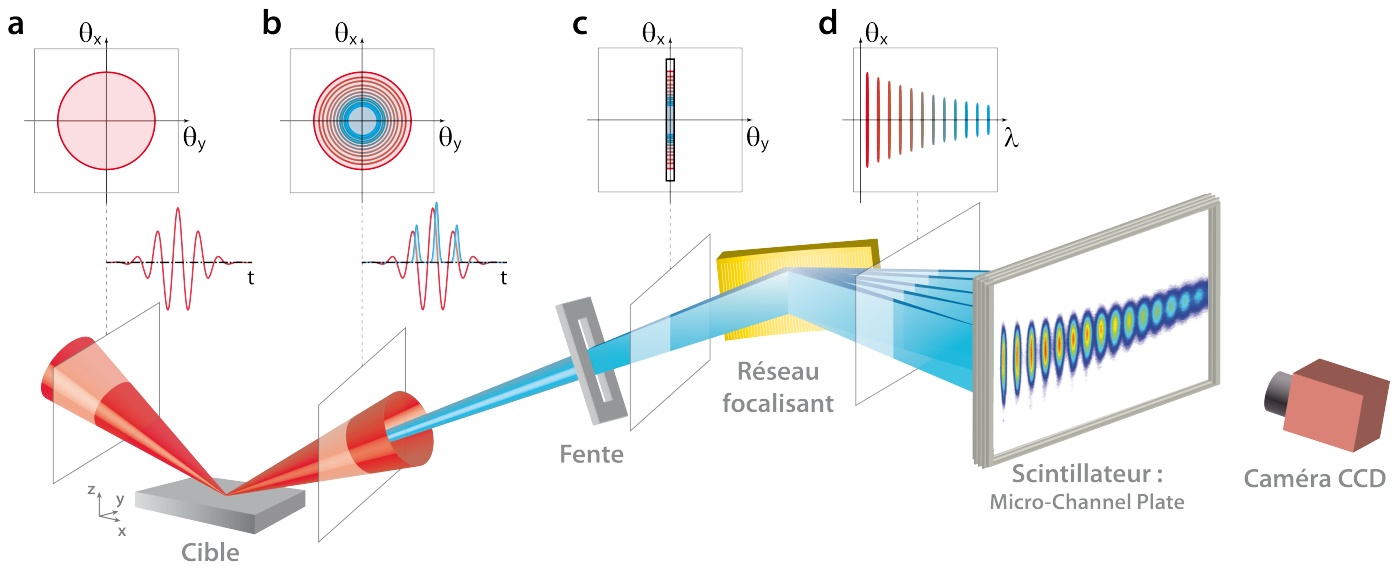 a
θx
θy
t
b
θx
θy
t
c
θx
θy
d
θx
λ
z
y
x
Cible
Fente
Réseau
focalisant
Scintillateur :
Micro-Channel Plate
Caméra CCD